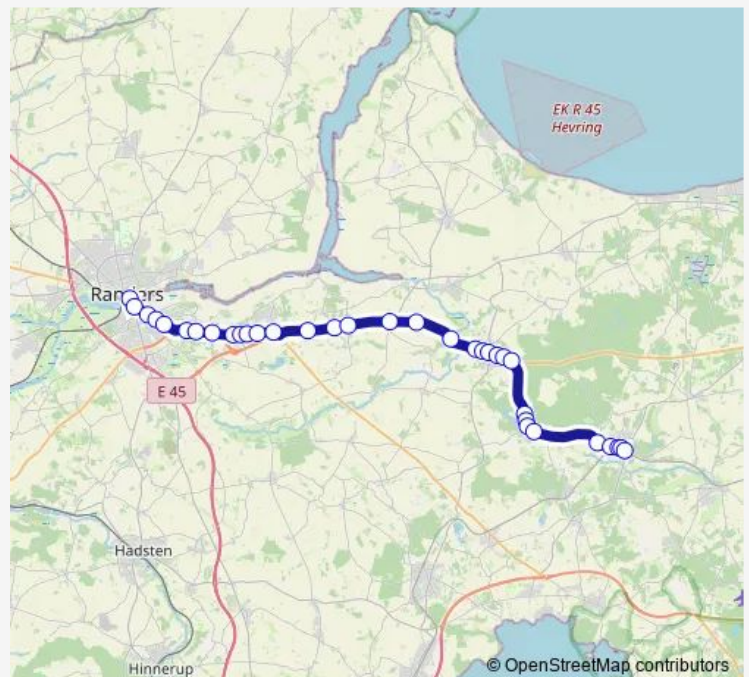 EK R 45
Hevring
Randers
E 45
Hadsten
Hinnerup
© OpenStreetMap contributors